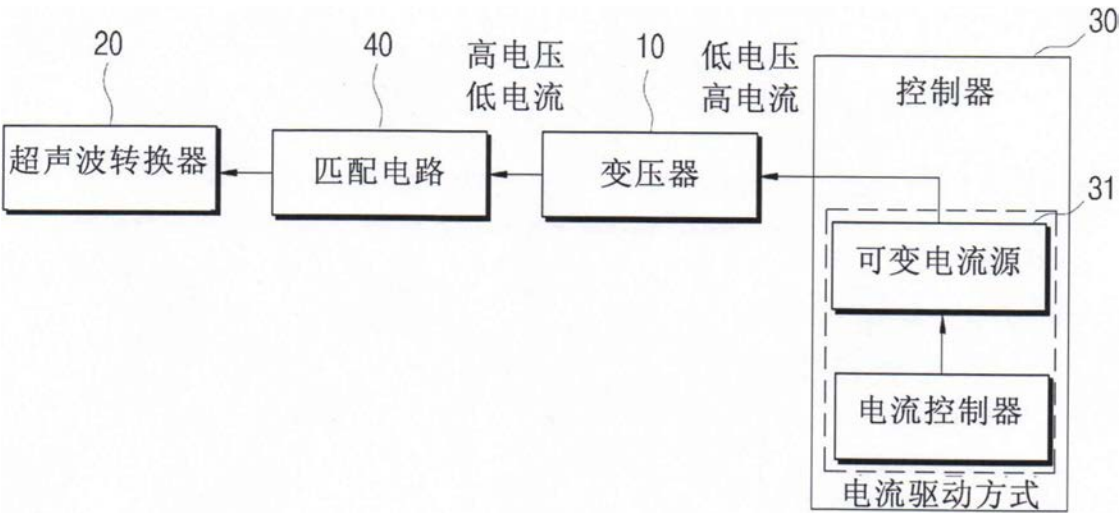 20
40
高电压
低电流
10
低电压
高电流
30
控制器
超声波转换器
匹配电路
变压器
31
可变电流源
电流控制器
电流驱动方式